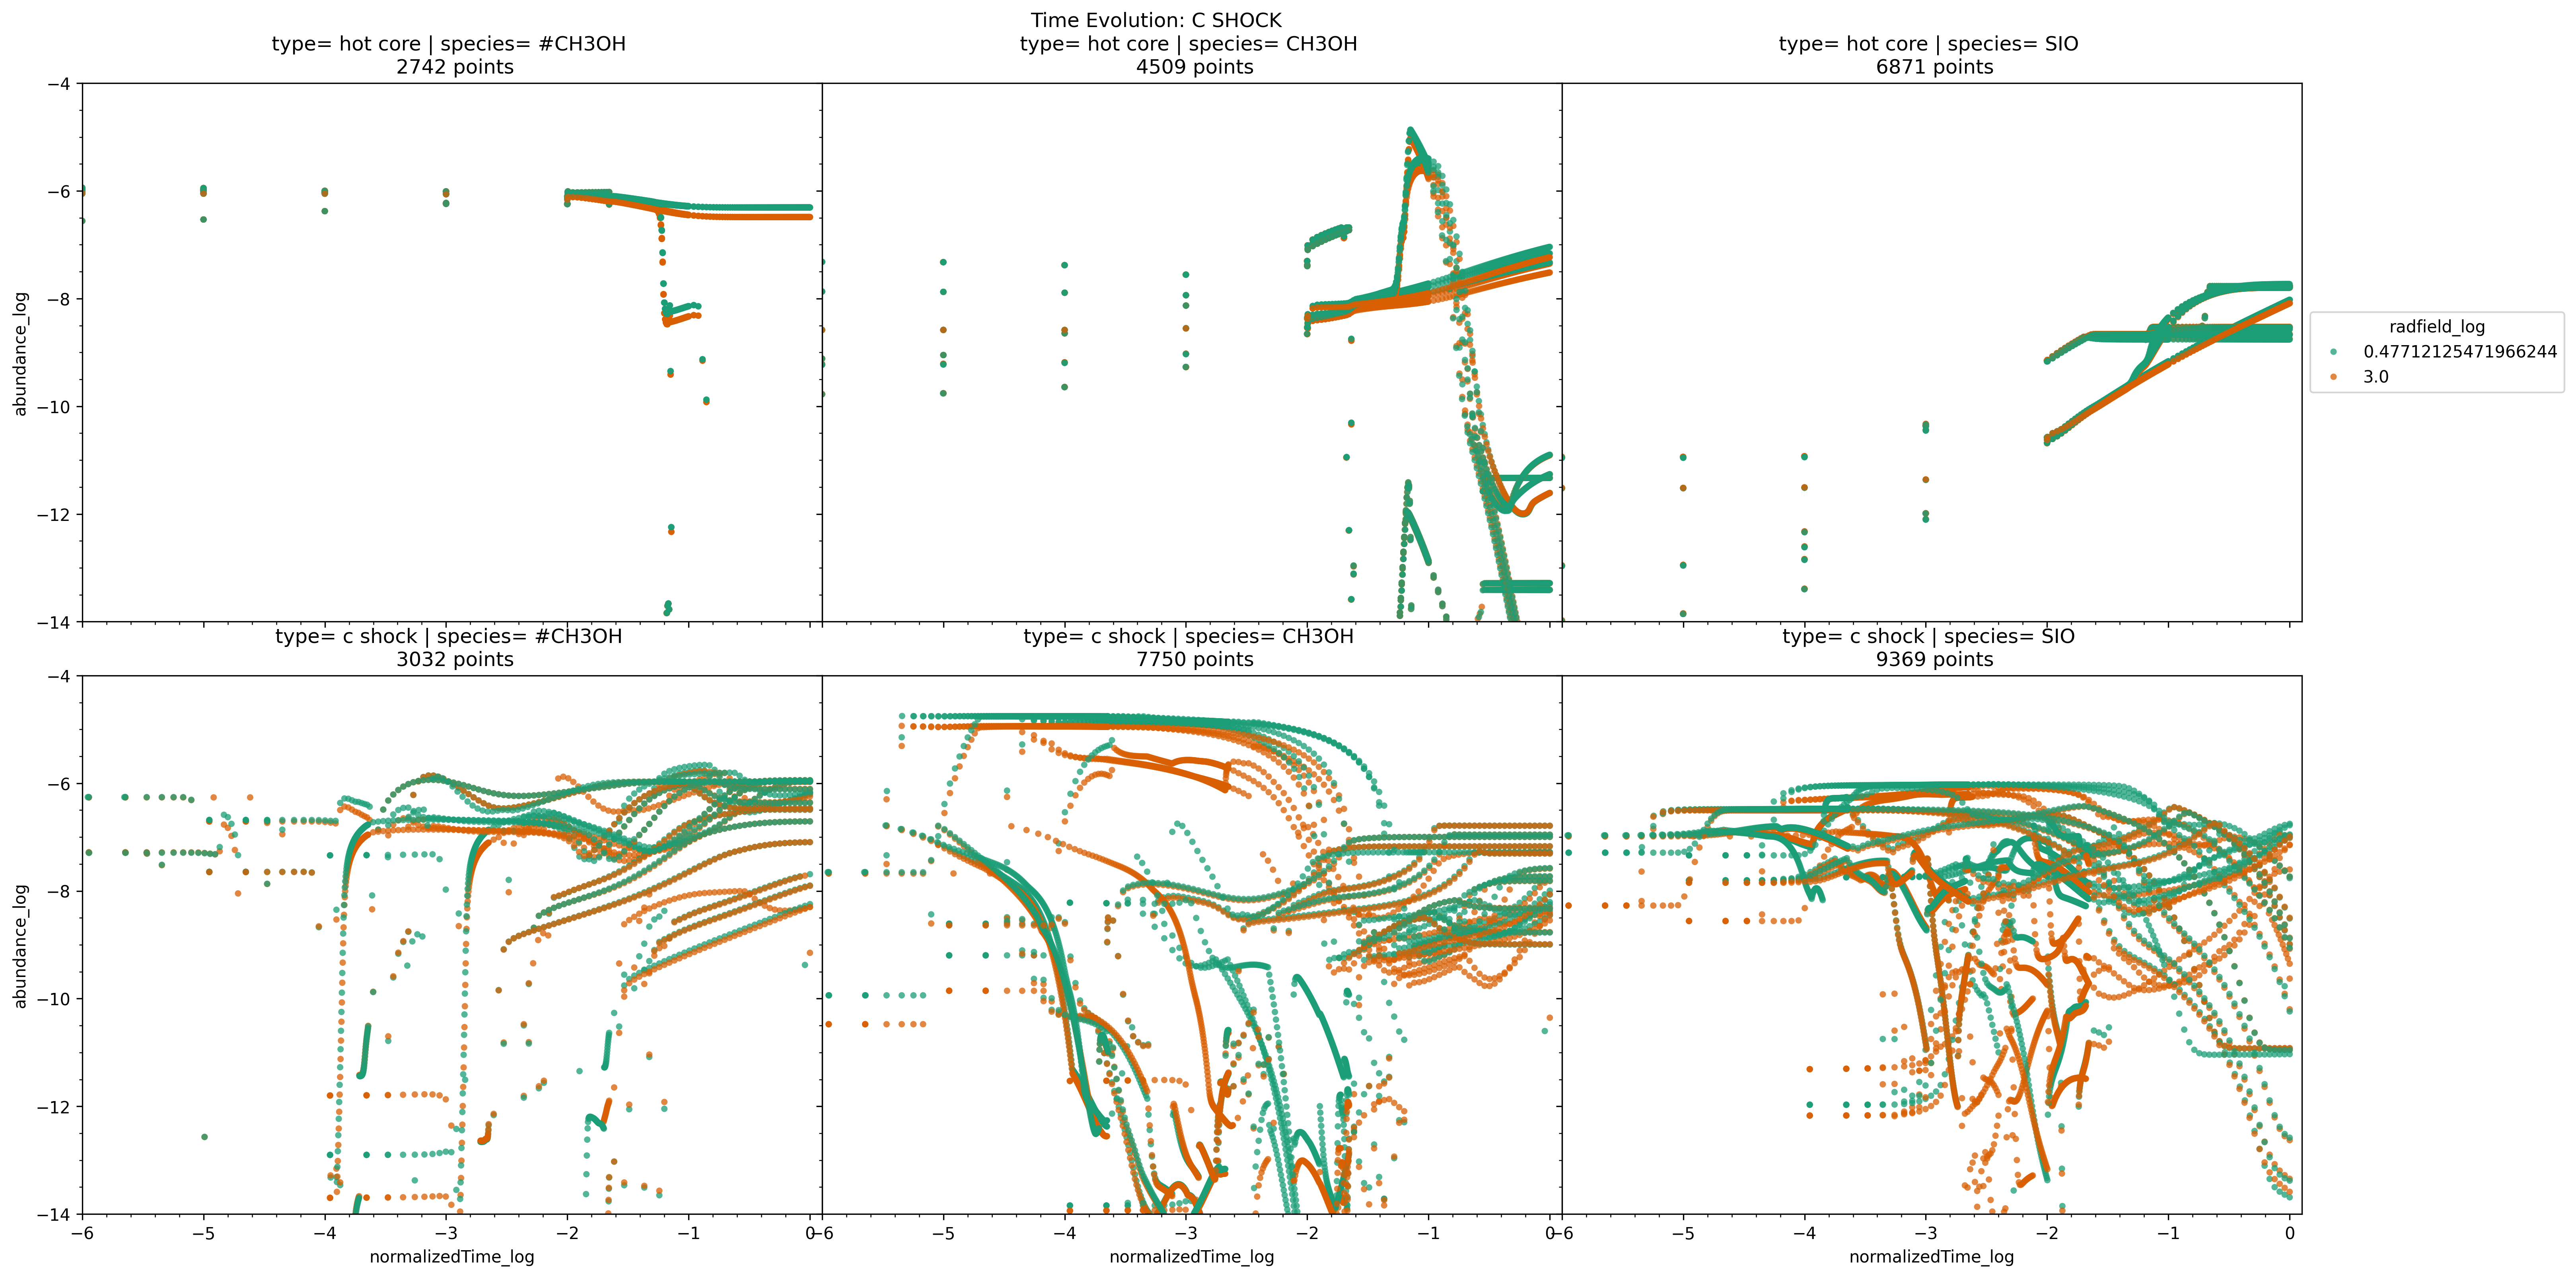 Time Evolution: C SHOCK
type= hot core | species= #CH3OH
2742 points
type= hot core | species= CH3OH
4509 points
type= hot core | species= SIO
6871 points
−4
−6
−8
−10
−12
−14
abundance_log
radfield_log
0.47712125471966244
3.0
type= c shock | species= #CH3OH
3032 points
type= c shock | species= CH3OH
7750 points
type= c shock | species= SIO
9369 points
−4
−6
−8
−10
−12
−14
abundance_log
−6 −5 −4 −3 −2 −1 0
−6 −5 −4 −3 −2 −1 0
−6 −5 −4 −3 −2 −1 0
normalizedTime_log
normalizedTime_log
normalizedTime_log